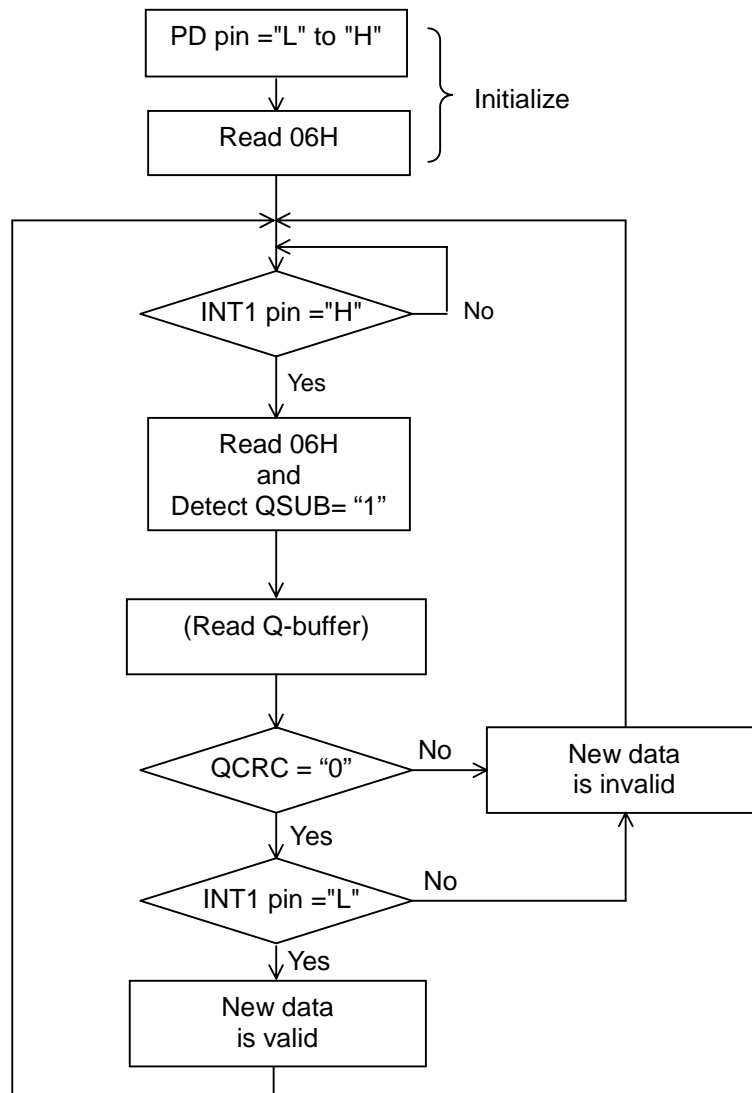 PD pin ="L" to "H"
Initialize
Read 06H
INT1 pin ="H"
No
Yes
Read 06H
and
Detect QSUB= “1”
(Read Q-buffer)
QCRC = “0”
No
New data
is invalid
Yes
INT1 pin ="L"
No
Yes
New data
is valid